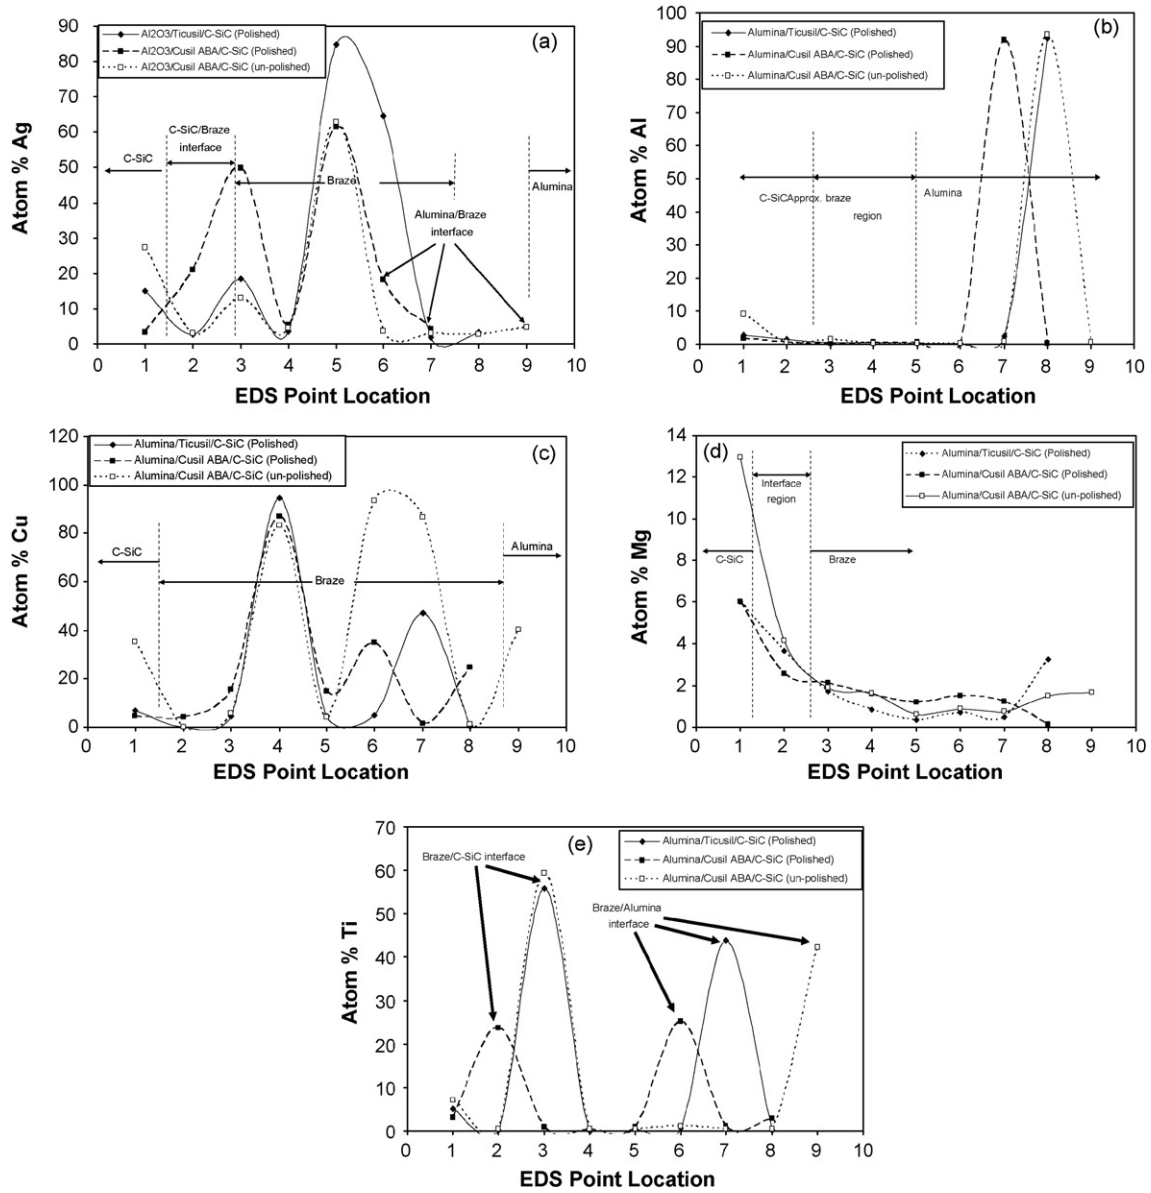 (a)
Al2O3/Ticusil/C-SiC (Polished)
Al2O3/Cusil ABA/C-SiC (Polished)
Al2O3/Cusil ABA/C-SiC (un-polished)
90
80
70
60
50
40
30
20
10
0
Atom % Ag
C-SiC
C-SiC/Braze
interface
Braze
Alumina
Alumina/Braze
interface
0 1 2 3 4 5 6 7 8 9 10
EDS Point Location
(b)
Alumina/Ticusil/C-SiC (Polished)
Alumina/Cusil ABA/C-SiC (Polished)
Alumina/Cusil ABA/C-SiC (un-polished)
100
90
80
70
60
50
40
30
20
10
0
Atom % Al
C-SiCApprox. braze
region
Alumina
0 1 2 3 4 5 6 7 8 9 10
EDS Point Location
(c)
Alumina/Ticusil/C-SiC (Polished)
Alumina/Cusil ABA/C-SiC (Polished)
Alumina/Cusil ABA/C-SiC (un-polished)
120
100
80
60
40
20
0
Atom % Cu
C-SiC
Braze
Alumina
0 1 2 3 4 5 6 7 8 9 10
EDS Point Location
(d)
Alumina/Ticusil/C-SiC (Polished)
Alumina/Cusil ABA/C-SiC (Polished)
Alumina/Cusil ABA/C-SiC (un-polished)
14
12
10
8
6
4
2
0
Atom % Mg
Interface
region
C-SiC
Braze
0 1 2 3 4 5 6 7 8 9 10
EDS Point Location
(e)
Alumina/Ticusil/C-SiC (Polished)
Alumina/Cusil ABA/C-SiC (Polished)
Alumina/Cusil ABA/C-SiC (un-polished)
70
60
50
40
30
20
10
0
Atom % Ti
Braze/C-SiC interface
Braze/Alumina
interface
0 1 2 3 4 5 6 7 8 9 10
EDS Point Location